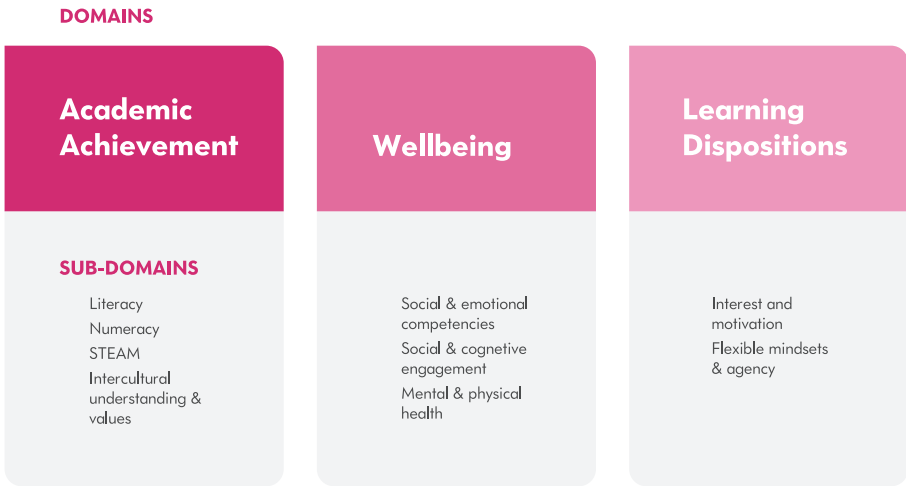 DOMAINS
Academic
Achievement
Wellbeing
Learning
Dispositions
SUB-DOMAINS
Literacy
Numeracy
STEAM
Intercultural
understanding &
values
Social & emotional
competencies
Social & cognetive
engagement
Mental & physical
health
Interest and
motivation
Flexible mindsets
& agency